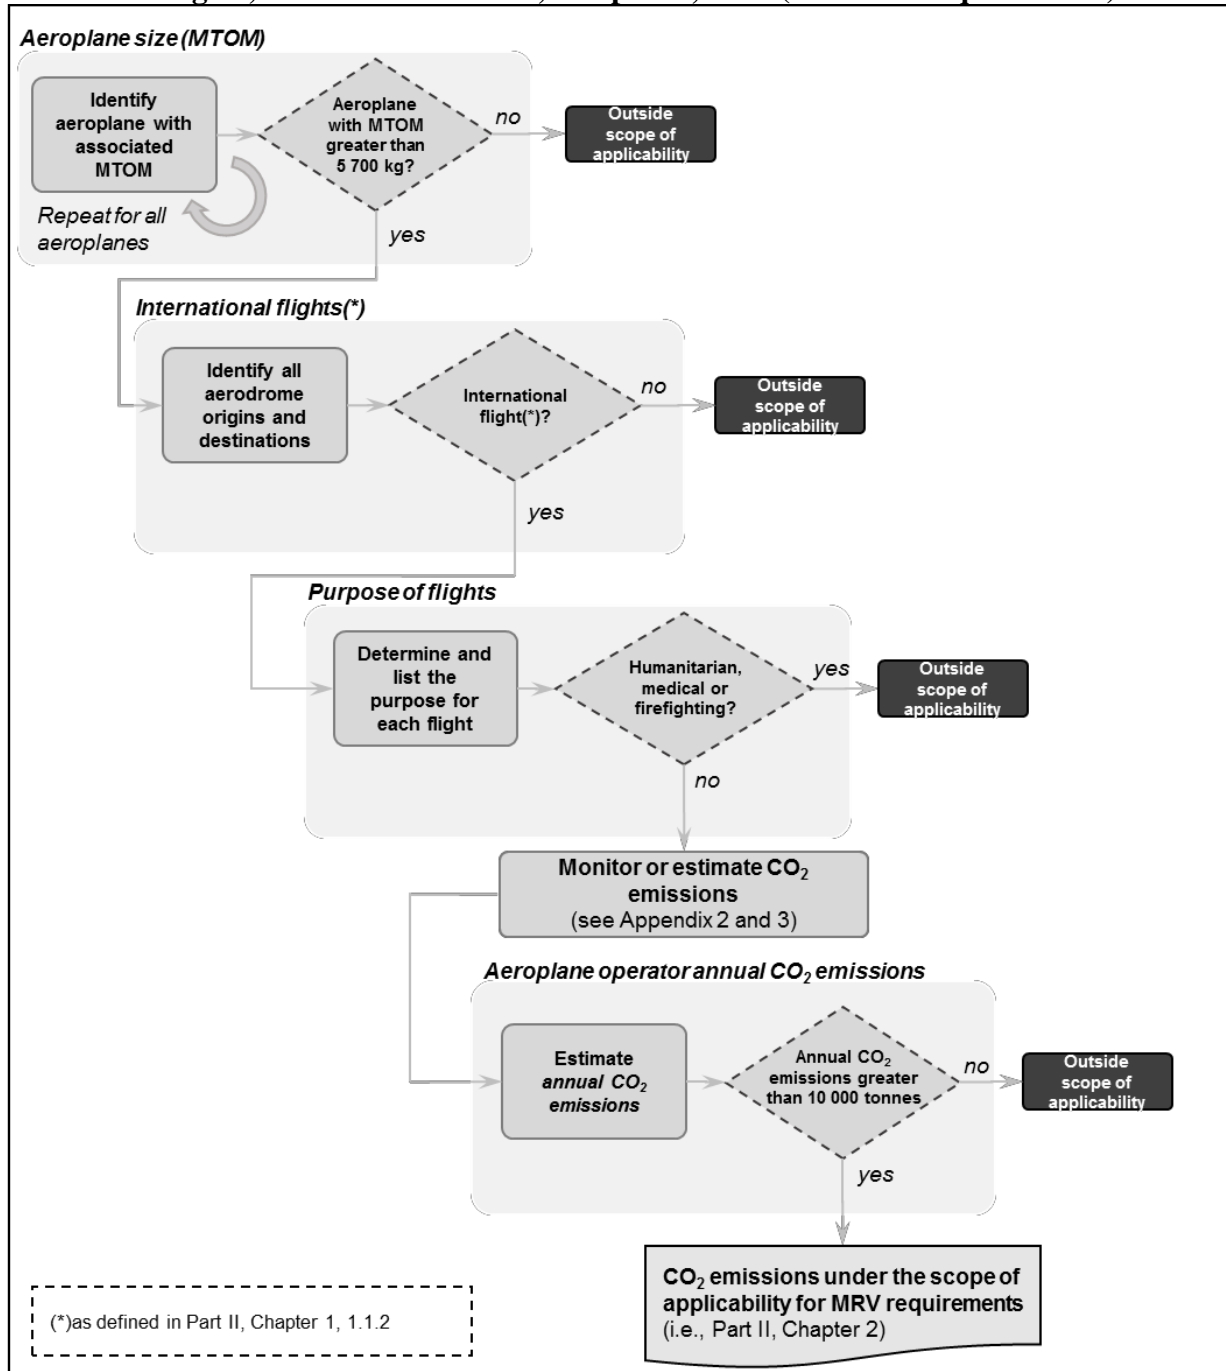 Aeroplane size (MTOM)
Identify
aeroplane with
associated
MTOM
Repeat for all
aeroplanes
Aeroplane
with MTOM
greater than
5 700 kg?
no
Outside
scope of
applicability
yes
International flights(*)
Identify all
aerodrome
origins and
destinations
International
flight(*)?
no
Outside
scope of
applicability
yes
Purpose of flights
Determine and
list the
purpose for
each flight
Humanitarian,
medical or
firefighting?
yes
Outside
scope of
applicability
no
Monitor or estimate CO₂
emissions
(see Appendix 2 and 3)
Aeroplane operator annual CO₂ emissions
Estimate
annual CO₂
emissions
Annual CO₂
emissions greater
than 10 000 tonnes
no
Outside
scope of
applicability
yes
CO₂ emissions under the scope of
applicability for MRV requirements
(i.e., Part II, Chapter 2)
(*)as defined in Part II, Chapter 1, 1.1.2